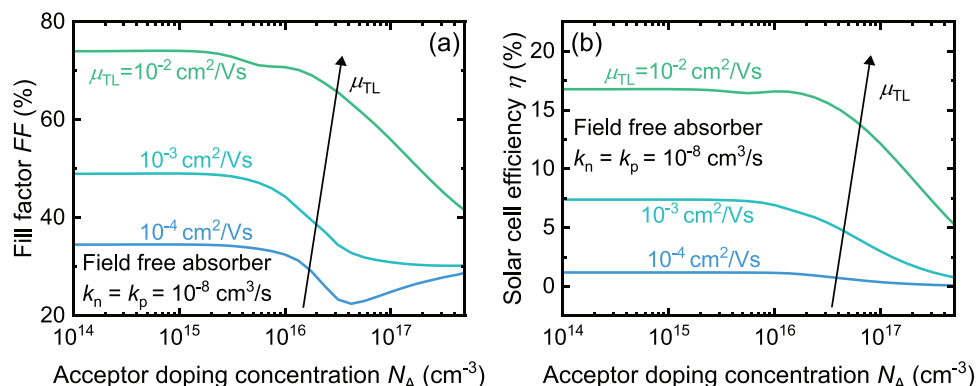 (a)
80
60
40
20
Fill factor FF (%)
μTL=10⁻² cm²/Vs
μTL
10⁻³ cm²/Vs
10⁻⁴ cm²/Vs
Field free absorber
kn = kp = 10⁻⁸ cm³/s
10¹⁴ 10¹⁵ 10¹⁶ 10¹⁷
Acceptor doping concentration NA (cm⁻³)
(b)
20
15
10
5
0
Solar cell efficiency η (%)
μTL=10⁻² cm²/Vs
μTL
Field free absorber
kn = kp = 10⁻⁸ cm³/s
10⁻³ cm²/Vs
10⁻⁴ cm²/Vs
10¹⁴ 10¹⁵ 10¹⁶ 10¹⁷
Acceptor doping concentration NA (cm⁻³)